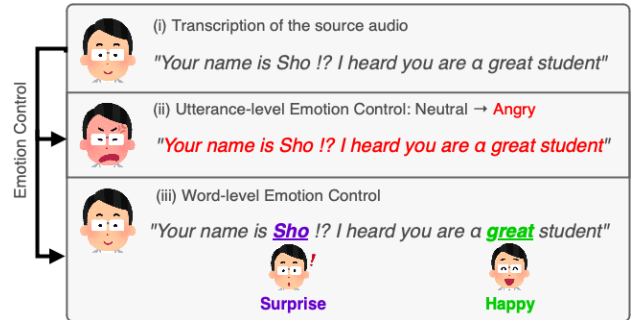 Emotion Control
(i) Transcription of the source audio
"Your name is Sho !? I heard you are a great student"
(ii) Utterance-level Emotion Control: Neutral → Angry
"Your name is Sho !? I heard you are a great student"
(iii) Word-level Emotion Control
"Your name is Sho !? I heard you are a great student"
!
Surprise
Happy